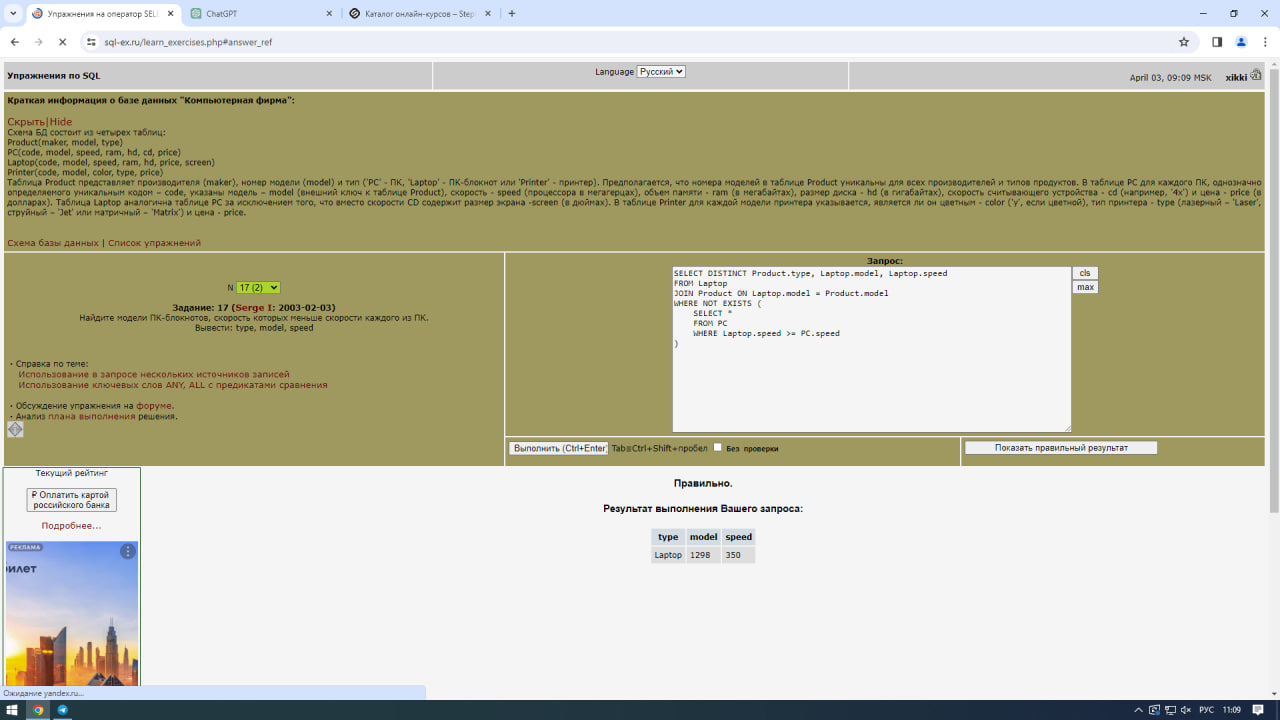 Упражнения на оператор SELE
ChatGPT
Каталог онлайн-курсов – Step
sql-ex.ru/learn_exercises.php#answer_ref
Упражнения по SQL
Language Русский
April 03, 09:09 MSK xikki
Краткая информация о базе данных "Компьютерная фирма":
Скрыть|Hide
Схема БД состоит из четырех таблиц:
Product(maker, model, type)
PC(code, model, speed, ram, hd, cd, price)
Laptop(code, model, speed, ram, hd, price, screen)
Printer(code, model, color, type, price)
Таблица Product представляет производителя (maker), номер модели (model) и тип ('PC' - ПК, 'Laptop' - ПК-блокнот или 'Printer' - принтер). Предполагается, что номера моделей в таблице Product уникальны для всех производителей и типов продуктов. В таблице PC для каждого ПК, однозначно
определяемого уникальным кодом – code, указаны модель – model (внешний ключ к таблице Product), скорость - speed (процессора в мегагерцах), объем памяти - ram (в мегабайтах), размер диска - hd (в гигабайтах), скорость считывающего устройства - cd (например, '4x') и цена - price (в
долларах). Таблица Laptop аналогична таблице РС за исключением того, что вместо скорости CD содержит размер экрана -screen (в дюймах). В таблице Printer для каждой модели принтера указывается, является ли он цветным - color ('y', если цветной), тип принтера - type (лазерный – 'Laser',
струйный – 'Jet' или матричный – 'Matrix') и цена - price.
Схема базы данных | Список упражнений
N 17 (2)
Задание: 17 (Serge I: 2003-02-03)
Найдите модели ПК-блокнотов, скорость которых меньше скорости каждого из ПК.
Вывести: type, model, speed
• Справка по теме:
Использование в запросе нескольких источников записей
Использование ключевых слов ANY, ALL с предикатами сравнения
• Обсуждение упражнения на форуме.
• Анализ плана выполнения решения.
Запрос:
SELECT DISTINCT Product.type, Laptop.model, Laptop.speed
FROM Laptop
JOIN Product ON Laptop.model = Product.model
WHERE NOT EXISTS (
SELECT *
FROM PC
WHERE Laptop.speed >= PC.speed
)
cls
max
Выполнить (Ctrl+Enter) Tab≡Ctrl+Shift+пробел Без проверки
Показать правильный результат
Текущий рейтинг
₽ Оплатить картой
российского банка
Подробнее...
РЕКЛАМА
билет
Правильно.
Результат выполнения Вашего запроса:
type model speed
Laptop 1298 350
Ожидание yandex.ru...
РУС 11:09